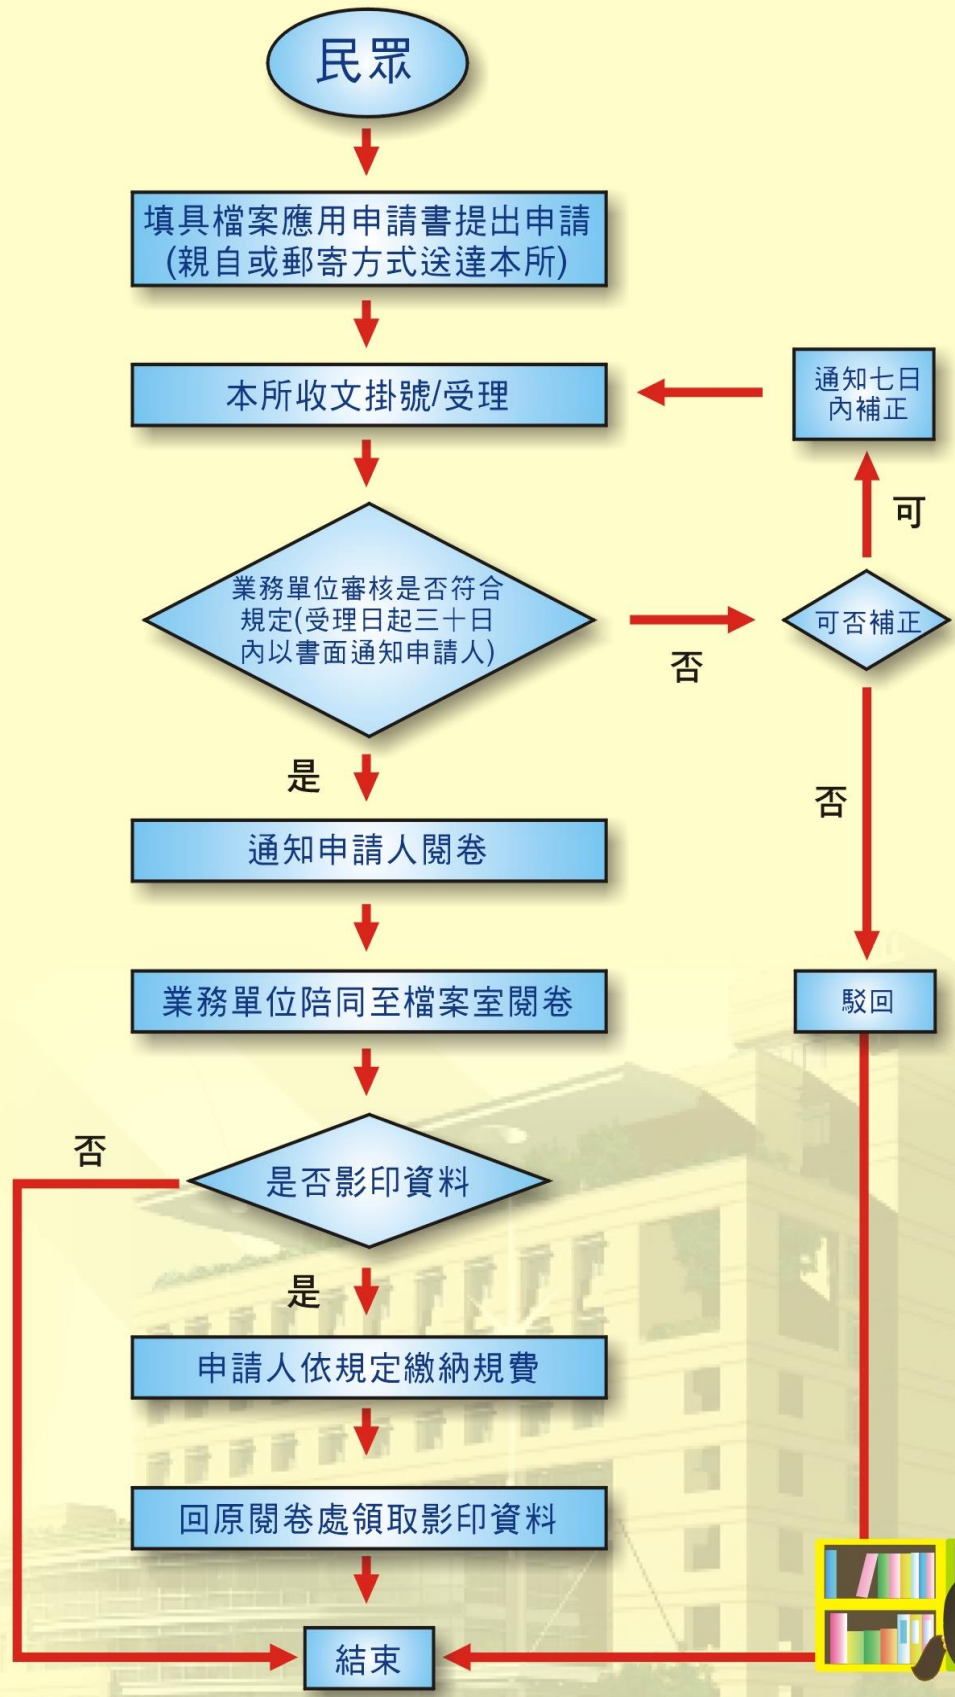 民眾
填具檔案應用申請書提出申請
(親自或郵寄方式送達本所)
本所收文掛號/受理
通知七日
內補正
可
業務單位審核是否符合
規定(受理日起三十日
內以書面通知申請人)
否
可否補正
是
否
通知申請人閱卷
業務單位陪同至檔案室閱卷
駁回
否
是否影印資料
是
申請人依規定繳納規費
回原閱卷處領取影印資料
結束